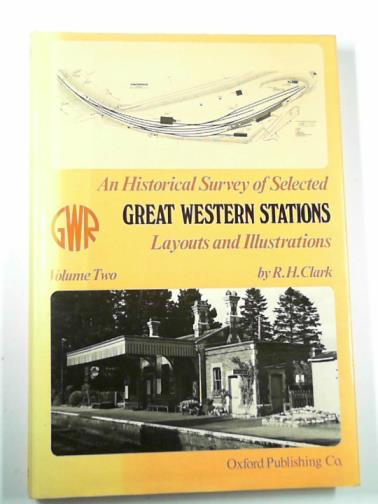 An Historical Survey of Selected
GWR
GREAT WESTERN STATIONS
Layouts and Illustrations
Volume Two
by R.H.Clark
Oxford Publishing Co.